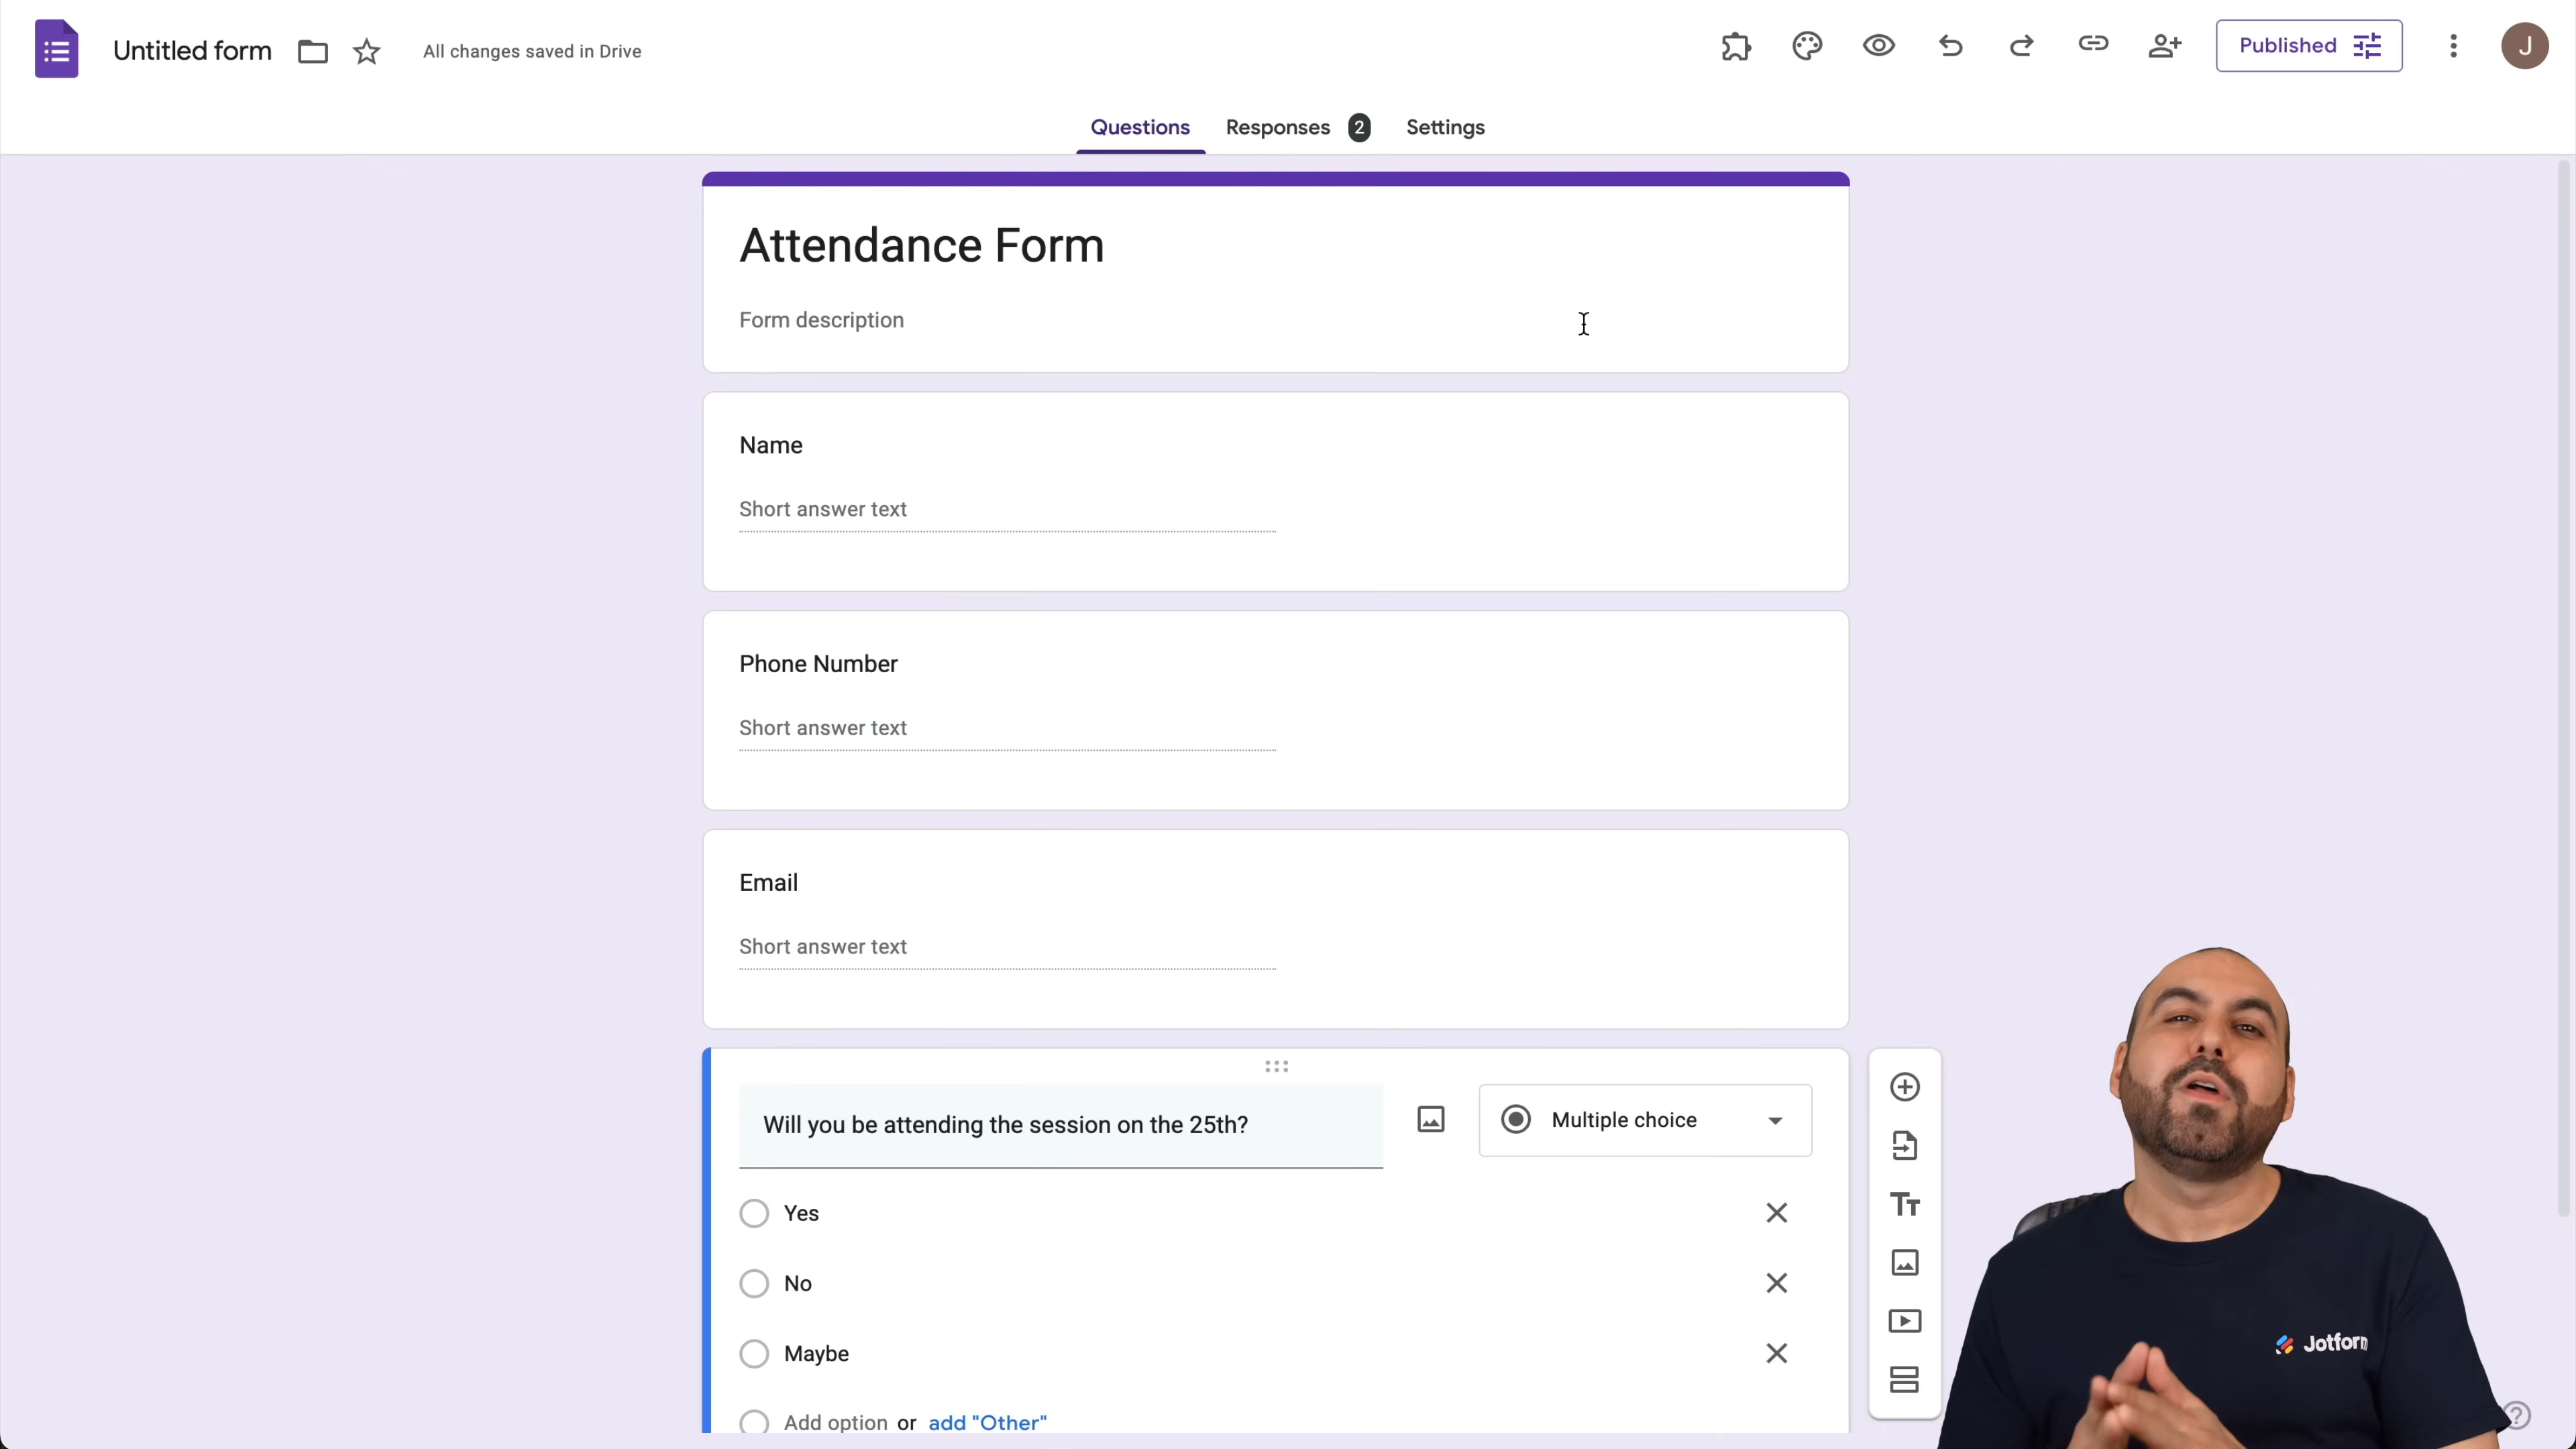 Untitled form
All changes saved in Drive
Published
J
Questions
Responses 2
Settings
Attendance Form
Form description
Name
Short answer text
Phone Number
Short answer text
Email
Short answer text
Will you be attending the session on the 25th?
Multiple choice
Yes
No
Maybe
Add option or add "Other"
Tт
Jotform